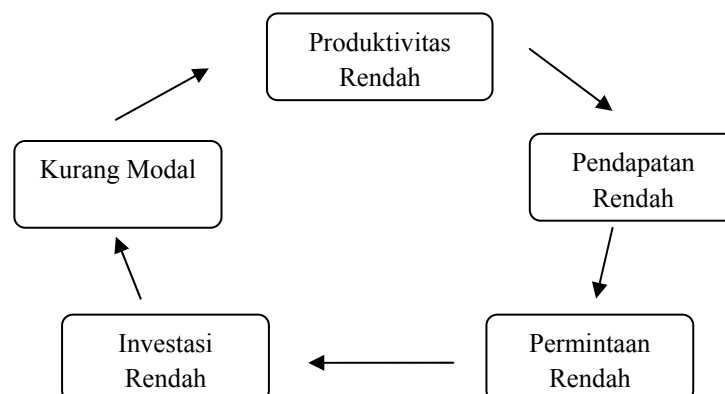 Produktivitas
Rendah
Kurang Modal
Pendapatan
Rendah
Investasi
Rendah
Permintaan
Rendah